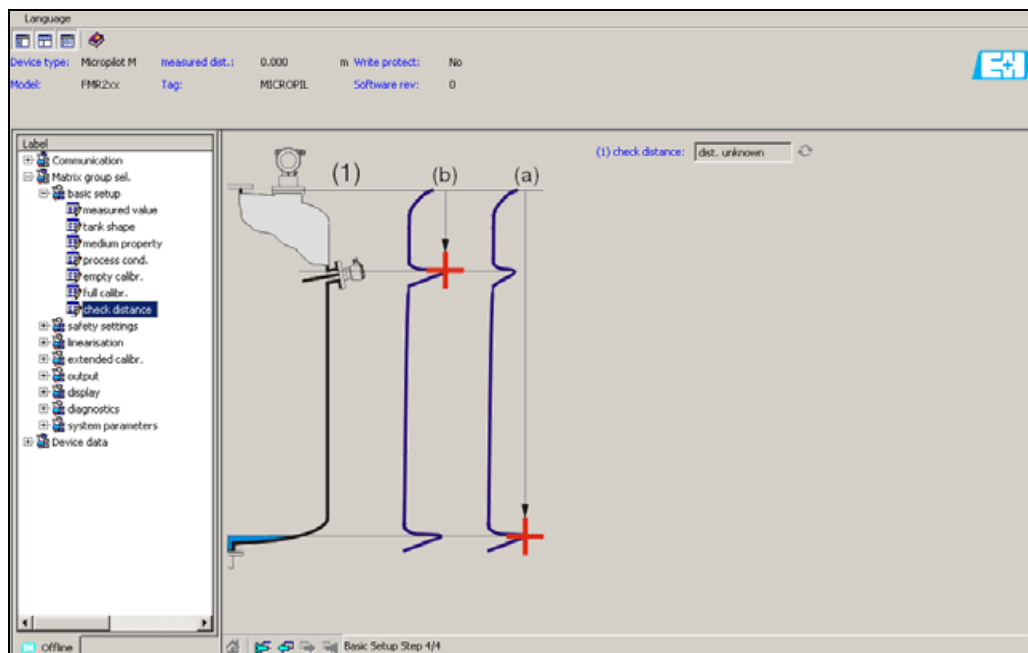 Language
Device type: Micropilot M measured dist.: 0.000 m Write protect: No
Model: FMR2xx Tag: MICROPIL Software rev: 0
E+H
Label
Communication
Matrix group sel.
basic setup
measured value
tank shape
medium property
process cond.
empty calibr.
full calibr.
check distance
safety settings
linearisation
extended calibr.
output
display
diagnostics
system parameters
Device data
(1) (b) (a)
(1) check distance: dist. unknown
Offline
Basic Setup Step 4/4